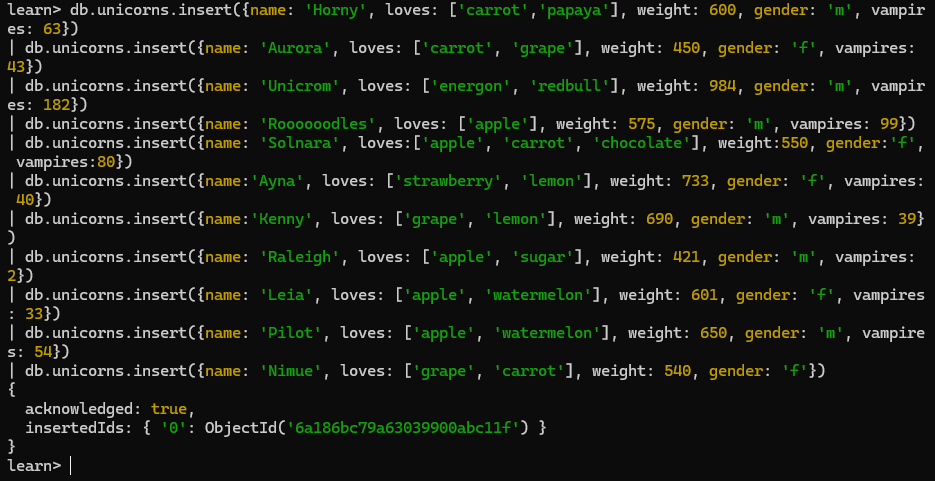 learn> db.unicorns.insert({name: 'Horny', loves: ['carrot','papaya'], weight: 600, gender: 'm', vampir
es: 63})
| db.unicorns.insert({name: 'Aurora', loves: ['carrot', 'grape'], weight: 450, gender: 'f', vampires:
43})
| db.unicorns.insert({name: 'Unicrom', loves: ['energon', 'redbull'], weight: 984, gender: 'm', vampir
es: 182})
| db.unicorns.insert({name: 'Roooooodles', loves: ['apple'], weight: 575, gender: 'm', vampires: 99})
| db.unicorns.insert({name: 'Solnara', loves:['apple', 'carrot', 'chocolate'], weight:550, gender:'f',
 vampires:80})
| db.unicorns.insert({name:'Ayna', loves: ['strawberry', 'lemon'], weight: 733, gender: 'f', vampires:
 40})
| db.unicorns.insert({name:'Kenny', loves: ['grape', 'lemon'], weight: 690, gender: 'm', vampires: 39}
)
| db.unicorns.insert({name: 'Raleigh', loves: ['apple', 'sugar'], weight: 421, gender: 'm', vampires:
2})
| db.unicorns.insert({name: 'Leia', loves: ['apple', 'watermelon'], weight: 601, gender: 'f', vampires
: 33})
| db.unicorns.insert({name: 'Pilot', loves: ['apple', 'watermelon'], weight: 650, gender: 'm', vampire
s: 54})
| db.unicorns.insert({name: 'Nimue', loves: ['grape', 'carrot'], weight: 540, gender: 'f'})
{
  acknowledged: true,
  insertedIds: { '0': ObjectId('6a186bc79a63039900abc11f') }
}
learn>